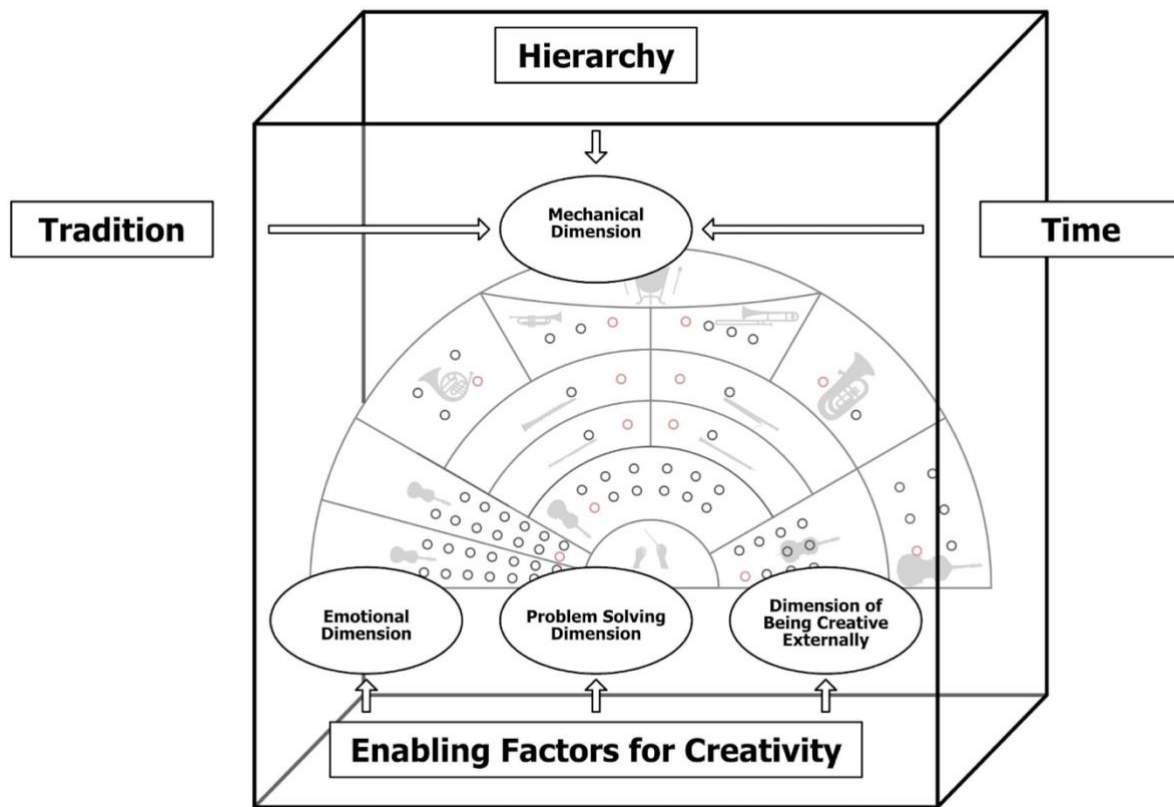 Hierarchy
Tradition
Mechanical
Dimension
Time
Emotional
Dimension
Problem Solving
Dimension
Dimension of
Being Creative
Externally
Enabling Factors for Creativity